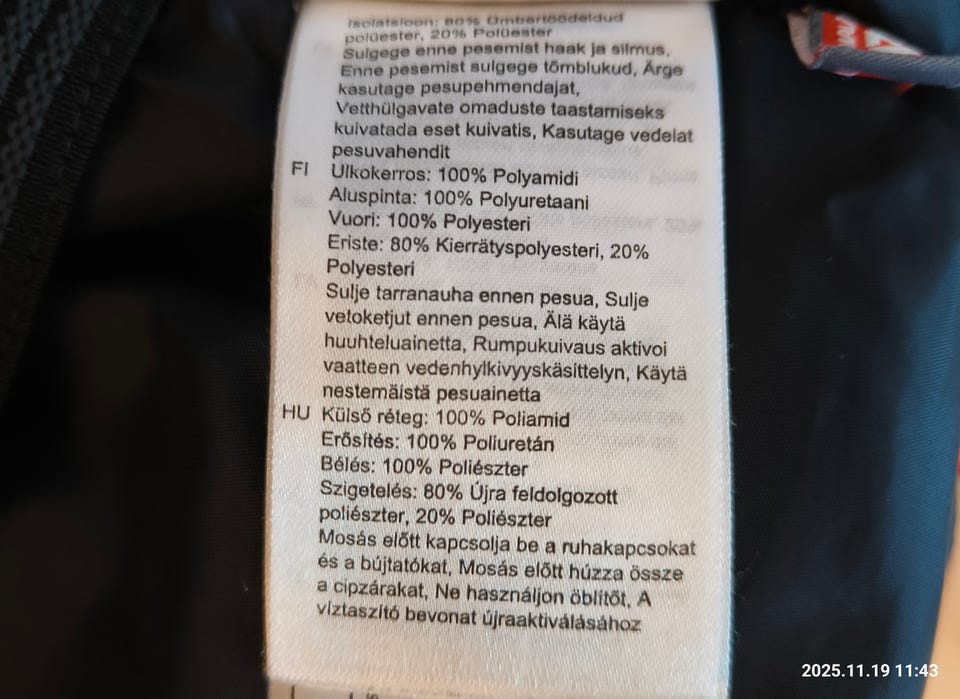 Isolatsioon: 80% Ümbertöödeldud
polüester, 20% Polüester
Sulgege enne pesemist haak ja silmus,
Enne pesemist sulgege tõmblukud, Ärge
kasutage pesupehmendajat,
Vetthülgavate omaduste taastamiseks
kuivatada eset kuivatis, Kasutage vedelat
pesuvahendit
FI Ulkokerros: 100% Polyamidi
Aluspinta: 100% Polyuretaani
Vuori: 100% Polyesteri
Eriste: 80% Kierrätyspolyesteri, 20%
Polyesteri
Sulje tarranauha ennen pesua, Sulje
vetoketjut ennen pesua, Älä käytä
huuhteluainetta, Rumpukuivaus aktivoi
vaatteen vedenhylkivyyskäsittelyn, Käytä
nestemäistä pesuainetta
HU Külső réteg: 100% Poliamid
Erősítés: 100% Poliuretán
Bélés: 100% Poliészter
Szigetelés: 80% Újra feldolgozott
poliészter, 20% Poliészter
Mosás előtt kapcsolja be a ruhakapcsokat
és a bújtatókat, Mosás előtt húzza össze
a cipzárakat, Ne használjon öblítőt, A
víztaszító bevonat újraaktiválásához
2025.11.19 11:43